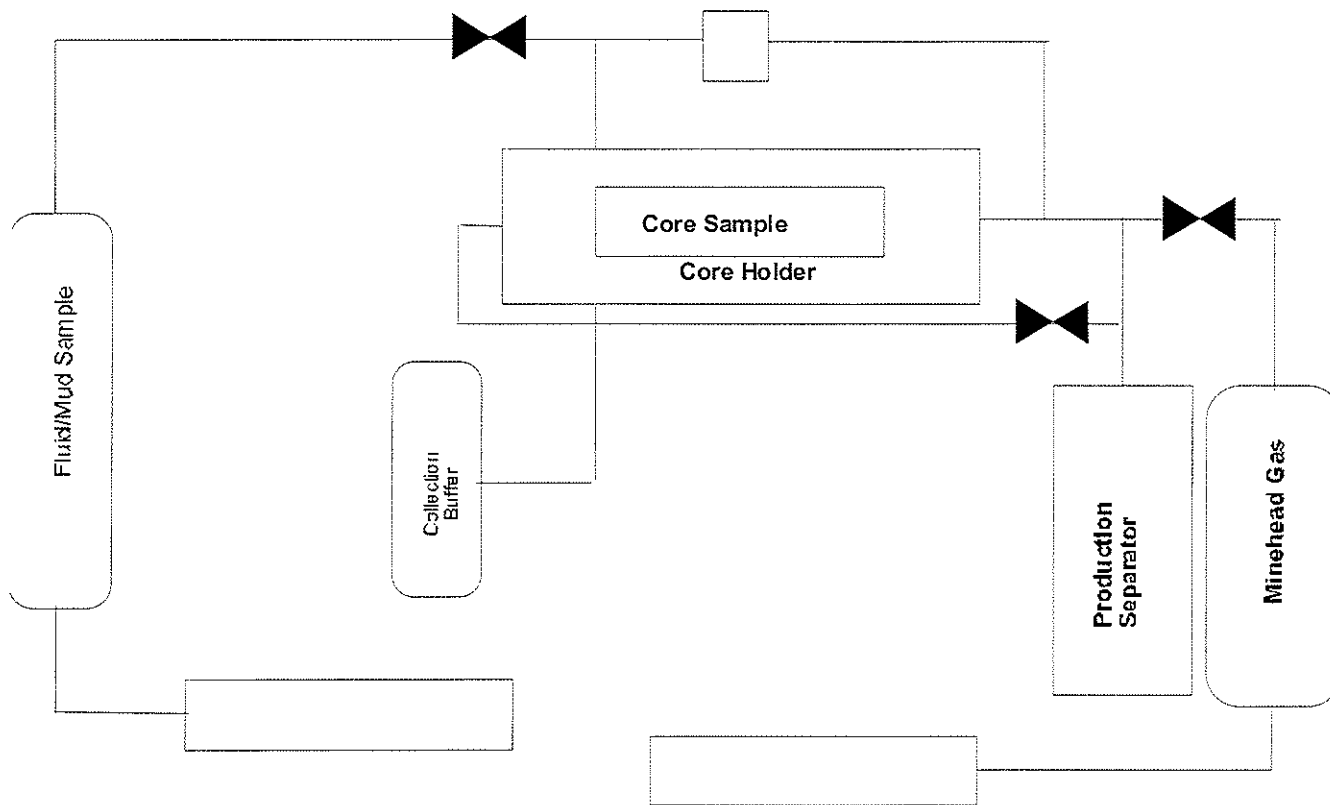 Fluid/Mud Sample
Core Sample
Core Holder
Collection
Buffer
Production
Separator
Minehead Gas